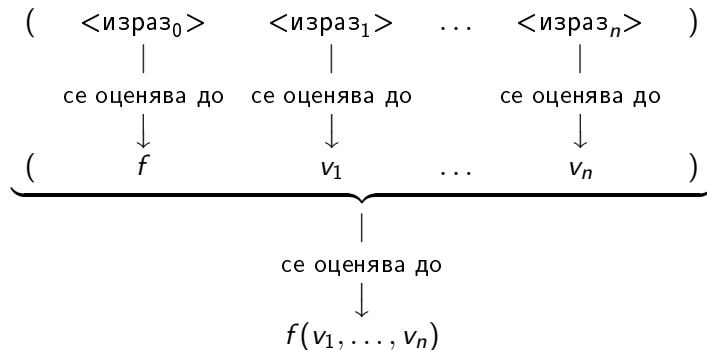 ( <израз₀> <израз₁> ... <изразₙ> )
се оценява до се оценява до се оценява до
( f v₁ ... vₙ )
се оценява до
f(v₁, ..., vₙ)